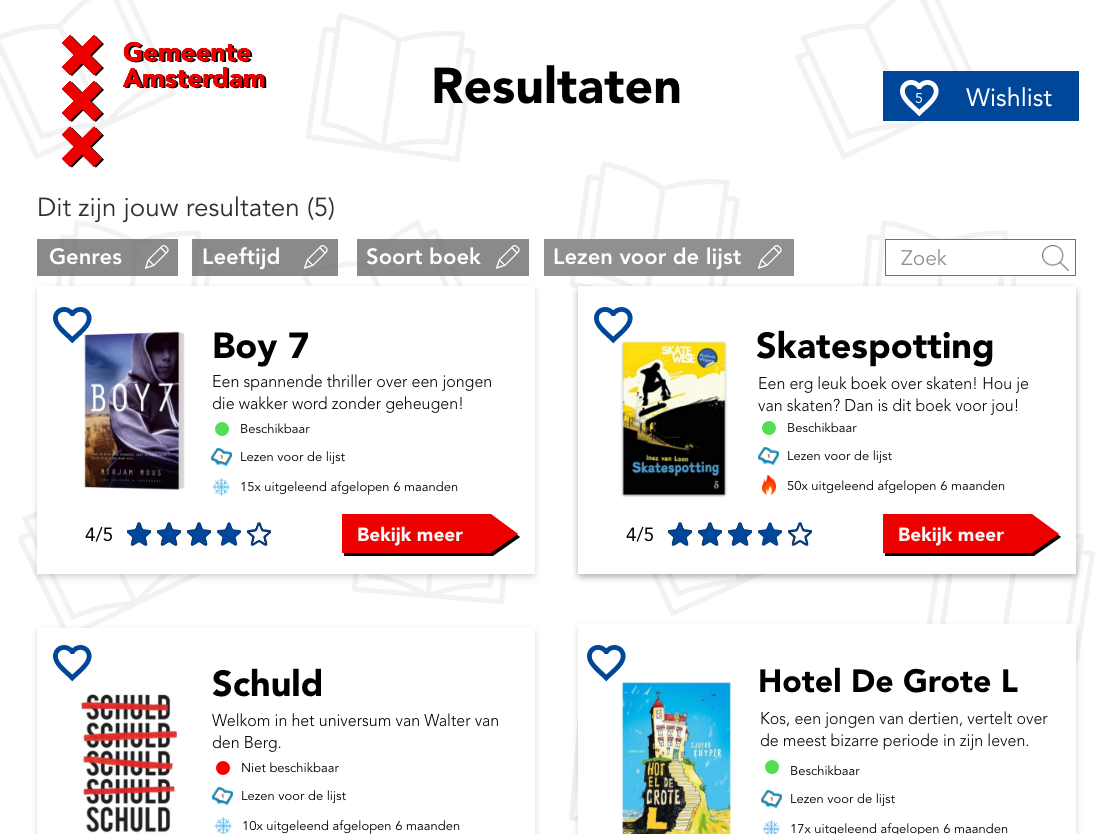 Gemeente
Amsterdam
Resultaten
5
Wishlist
Dit zijn jouw resultaten (5)
Genres
Leeftijd
Soort boek
Lezen voor de lijst
Zoek
BOY 7
MIRJAM MOUS
Boy 7
Een spannende thriller over een jongen
die wakker word zonder geheugen!
Beschikbaar
Lezen voor de lijst
15x uitgeleend afgelopen 6 maanden
4/5
Bekijk meer
SKATE
WISE
Inez van Loon
Skatespotting
Skatespotting
Een erg leuk boek over skaten! Hou je
van skaten? Dan is dit boek voor jou!
Beschikbaar
Lezen voor de lijst
50x uitgeleend afgelopen 6 maanden
4/5
Bekijk meer
SCHULD
SCHULD
SCHULD
SCHULD
SCHULD
Schuld
Welkom in het universum van Walter van
den Berg.
Niet beschikbaar
Lezen voor de lijst
10x uitgeleend afgelopen 6 maanden
SJOERD
KUYPER
HOT
EL DE
GROTE
L
Hotel De Grote L
Kos, een jongen van dertien, vertelt over
de meest bizarre periode in zijn leven.
Beschikbaar
Lezen voor de lijst
17x uitgeleend afgelopen 6 maanden